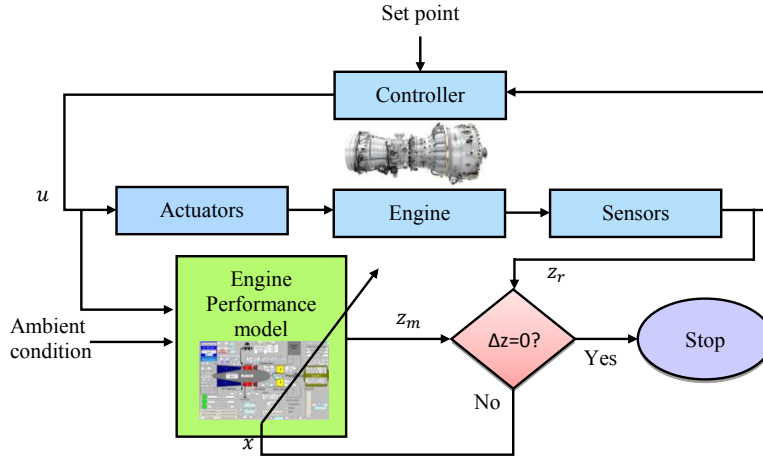 Set point
Controller
u
Actuators
Engine
Sensors
Engine
Performance
model
z_r
Ambient
condition
z_m
Δz=0?
Yes
Stop
No
x